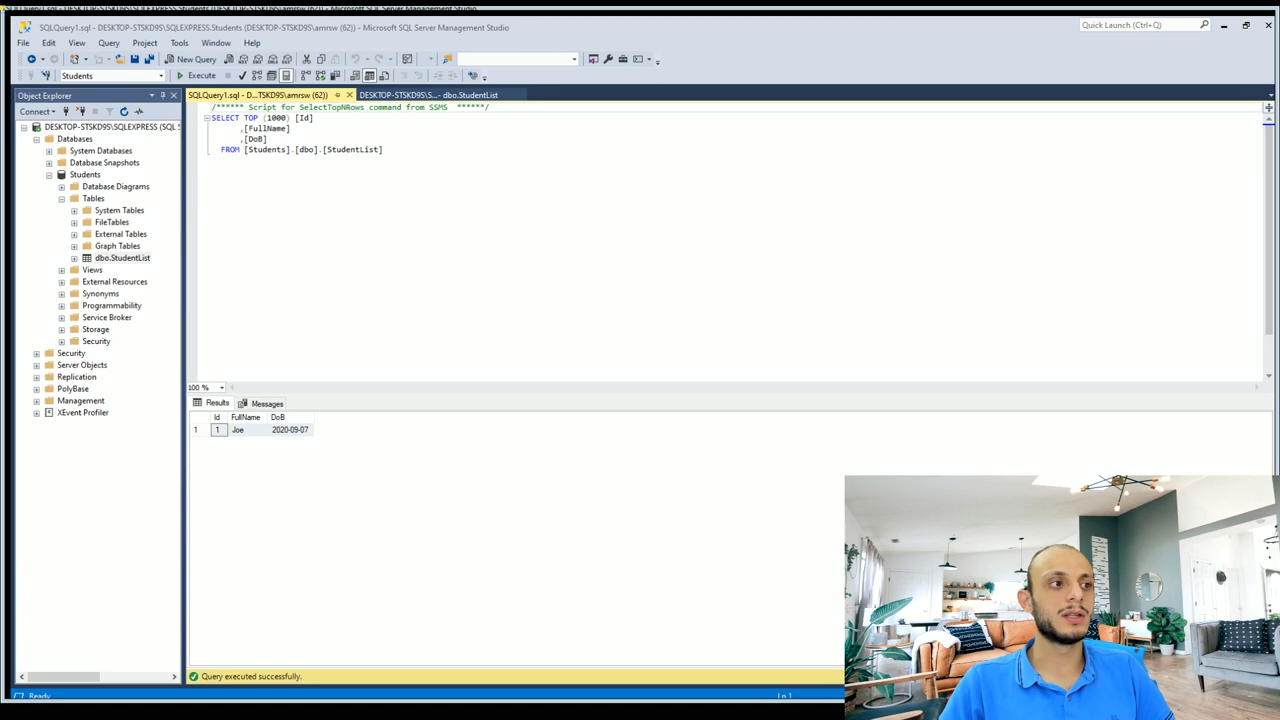 SQLQuery1.sql - DESKTOP-STSKD9S\SQLEXPRESS.Students (DESKTOP-STSKD9S\amrsw (62)) - Microsoft SQL Server Management Studio
Quick Launch (Ctrl+Q)
File Edit View Query Project Tools Window Help
New Query
Students
Execute
Object Explorer
SQLQuery1.sql - D...TSKD9S\amrsw (62))
DESKTOP-STSKD9S\S...- dbo.StudentList
Connect
/****** Script for SelectTopNRows command from SSMS ******/
SELECT TOP (1000) [Id]
,[FullName]
,[DoB]
FROM [Students].[dbo].[StudentList]
DESKTOP-STSKD9S\SQLEXPRESS (SQL S
Databases
System Databases
Database Snapshots
Students
Database Diagrams
Tables
System Tables
FileTables
External Tables
Graph Tables
dbo.StudentList
Views
External Resources
Synonyms
Programmability
Service Broker
Storage
Security
Security
Server Objects
Replication
PolyBase
Management
XEvent Profiler
100 %
Results Messages
Id FullName DoB
1 1 Joe 2020-09-07
Query executed successfully.
Ready
Ln 1